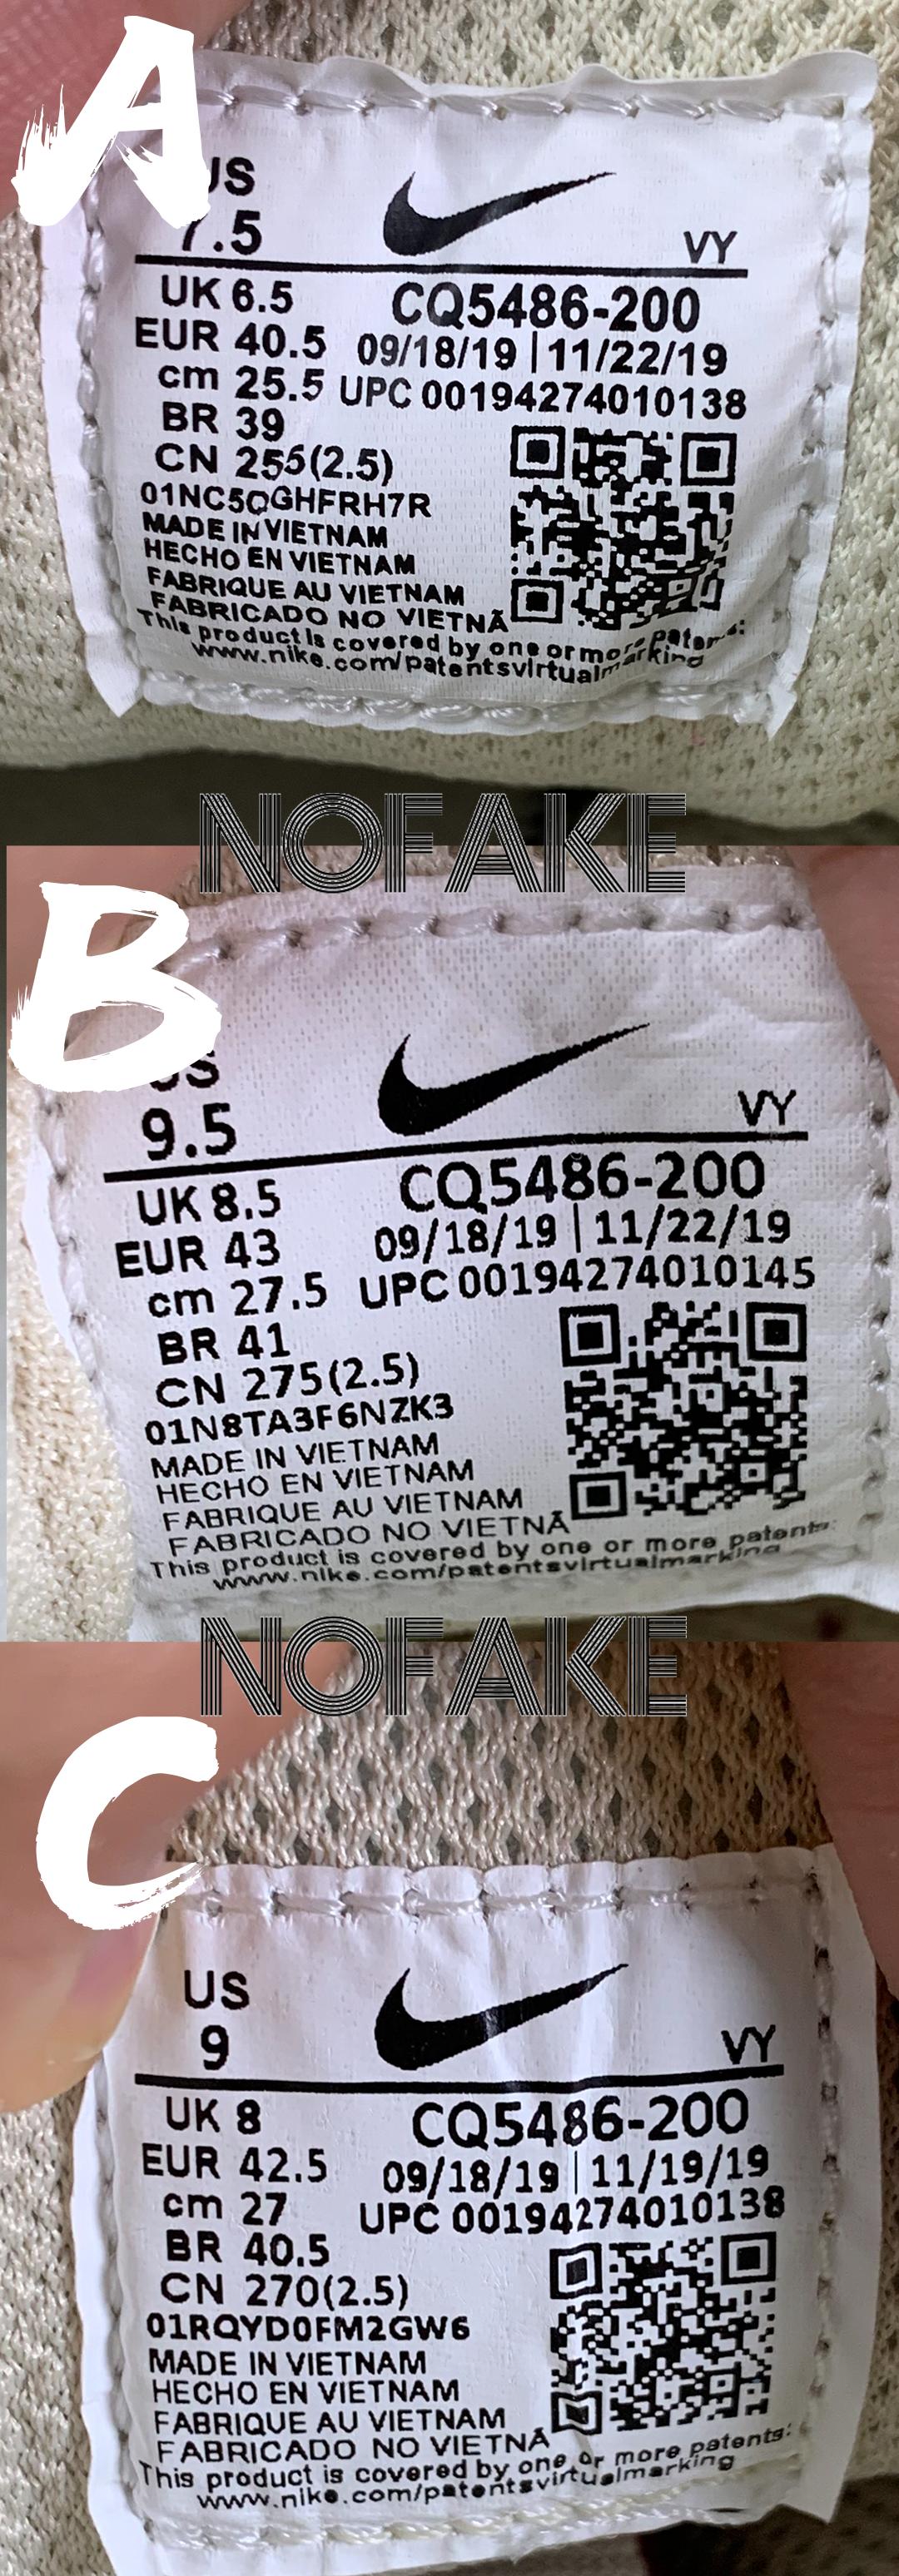 A
US
7.5
VY
UK 6.5
CQ5486-200
EUR 40.5
09/18/19 | 11/22/19
cm 25.5
UPC 00194274010138
BR 39
CN 255(2.5)
01NC5QGHFRH7R
MADE IN VIETNAM
HECHO EN VIETNAM
FABRIQUE AU VIETNAM
FABRICADO NO VIETNÃ
This product is covered by one or more patents:
www.nike.com/patentsvirtualmarking
NOFAKE
B
US
9.5
VY
UK 8.5
CQ5486-200
EUR 43
09/18/19 | 11/22/19
cm 27.5
UPC 00194274010145
BR 41
CN 275(2.5)
01N8TA3F6NZK3
MADE IN VIETNAM
HECHO EN VIETNAM
FABRIQUE AU VIETNAM
FABRICADO NO VIETNÃ
This product is covered by one or more patents:
www.nike.com/patentsvirtualmarking
NOFAKE
C
US
9
VY
UK 8
CQ5486-200
EUR 42.5
09/18/19 | 11/19/19
cm 27
UPC 00194274010138
BR 40.5
CN 270(2.5)
01RQYD0FM2GW6
MADE IN VIETNAM
HECHO EN VIETNAM
FABRIQUE AU VIETNAM
FABRICADO NO VIETNÃ
This product is covered by one or more patents:
www.nike.com/patentsvirtualmarking